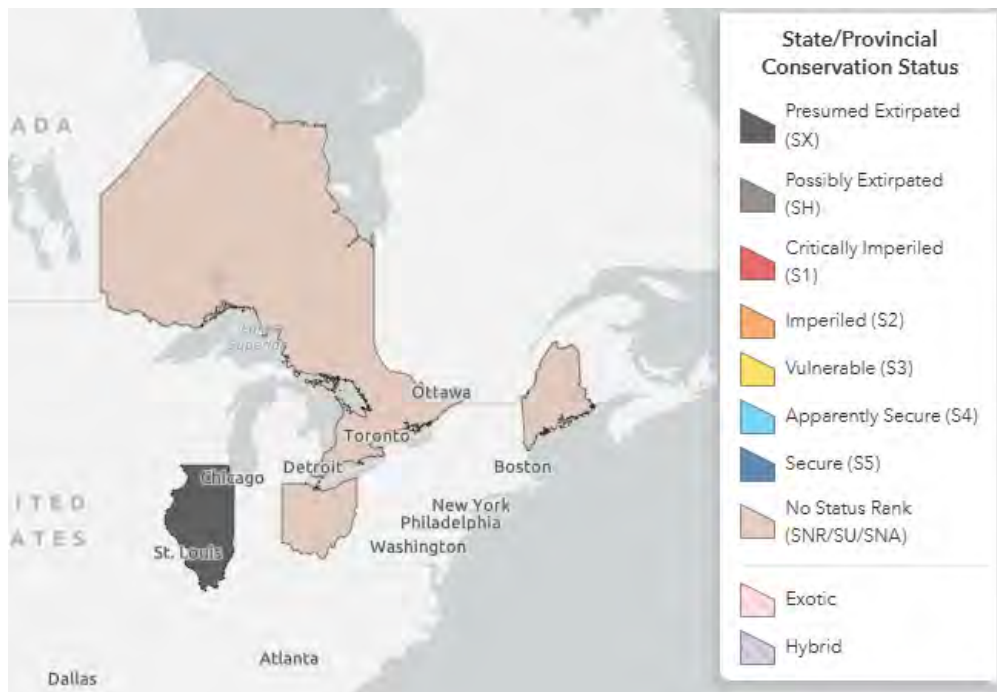 ADA
Superior
Ottawa
Toronto
Chicago
Detroit
Boston
New York
Philadelphia
ITED
ATES
St. Louis
Washington
Atlanta
Dallas
State/Provincial
Conservation Status
Presumed Extirpated
(SX)
Possibly Extirpated
(SH)
Critically Imperiled
(S1)
Imperiled (S2)
Vulnerable (S3)
Apparently Secure (S4)
Secure (S5)
No Status Rank
(SNR/SU/SNA)
Exotic
Hybrid